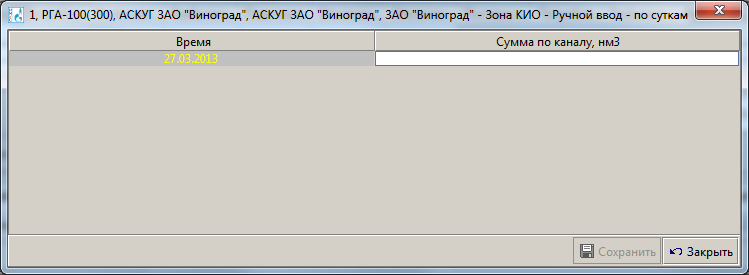 1, РГА-100(300), АСКУГ ЗАО "Виноград", АСКУГ ЗАО "Виноград", ЗАО "Виноград" - Зона КИО - Ручной ввод - по суткам
Время Сумма по каналу, нм3
27.03.2013
Сохранить Закрыть